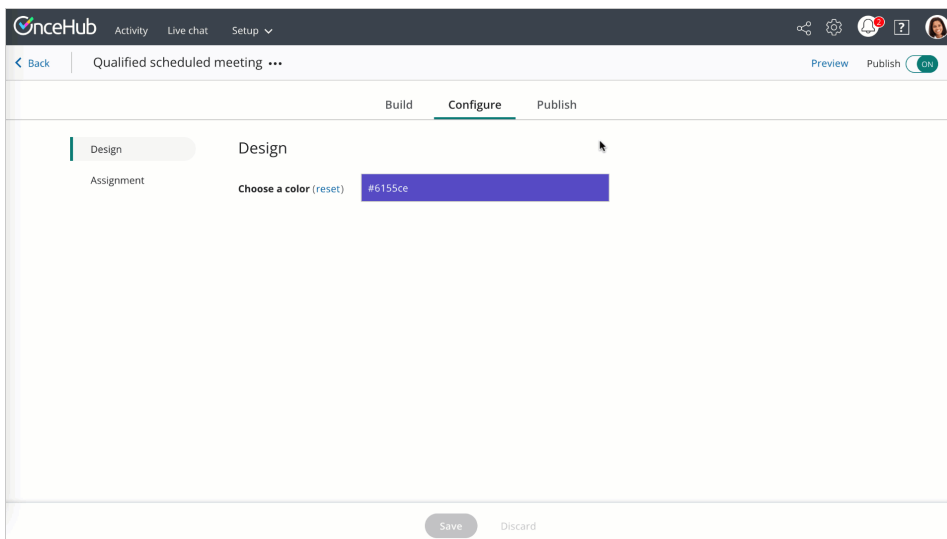 OnceHub Activity Live chat Setup 2 ?
Back Qualified scheduled meeting ••• Preview Publish ON
Build Configure Publish
Design Design
Assignment
Choose a color (reset) #6155ce
Save Discard